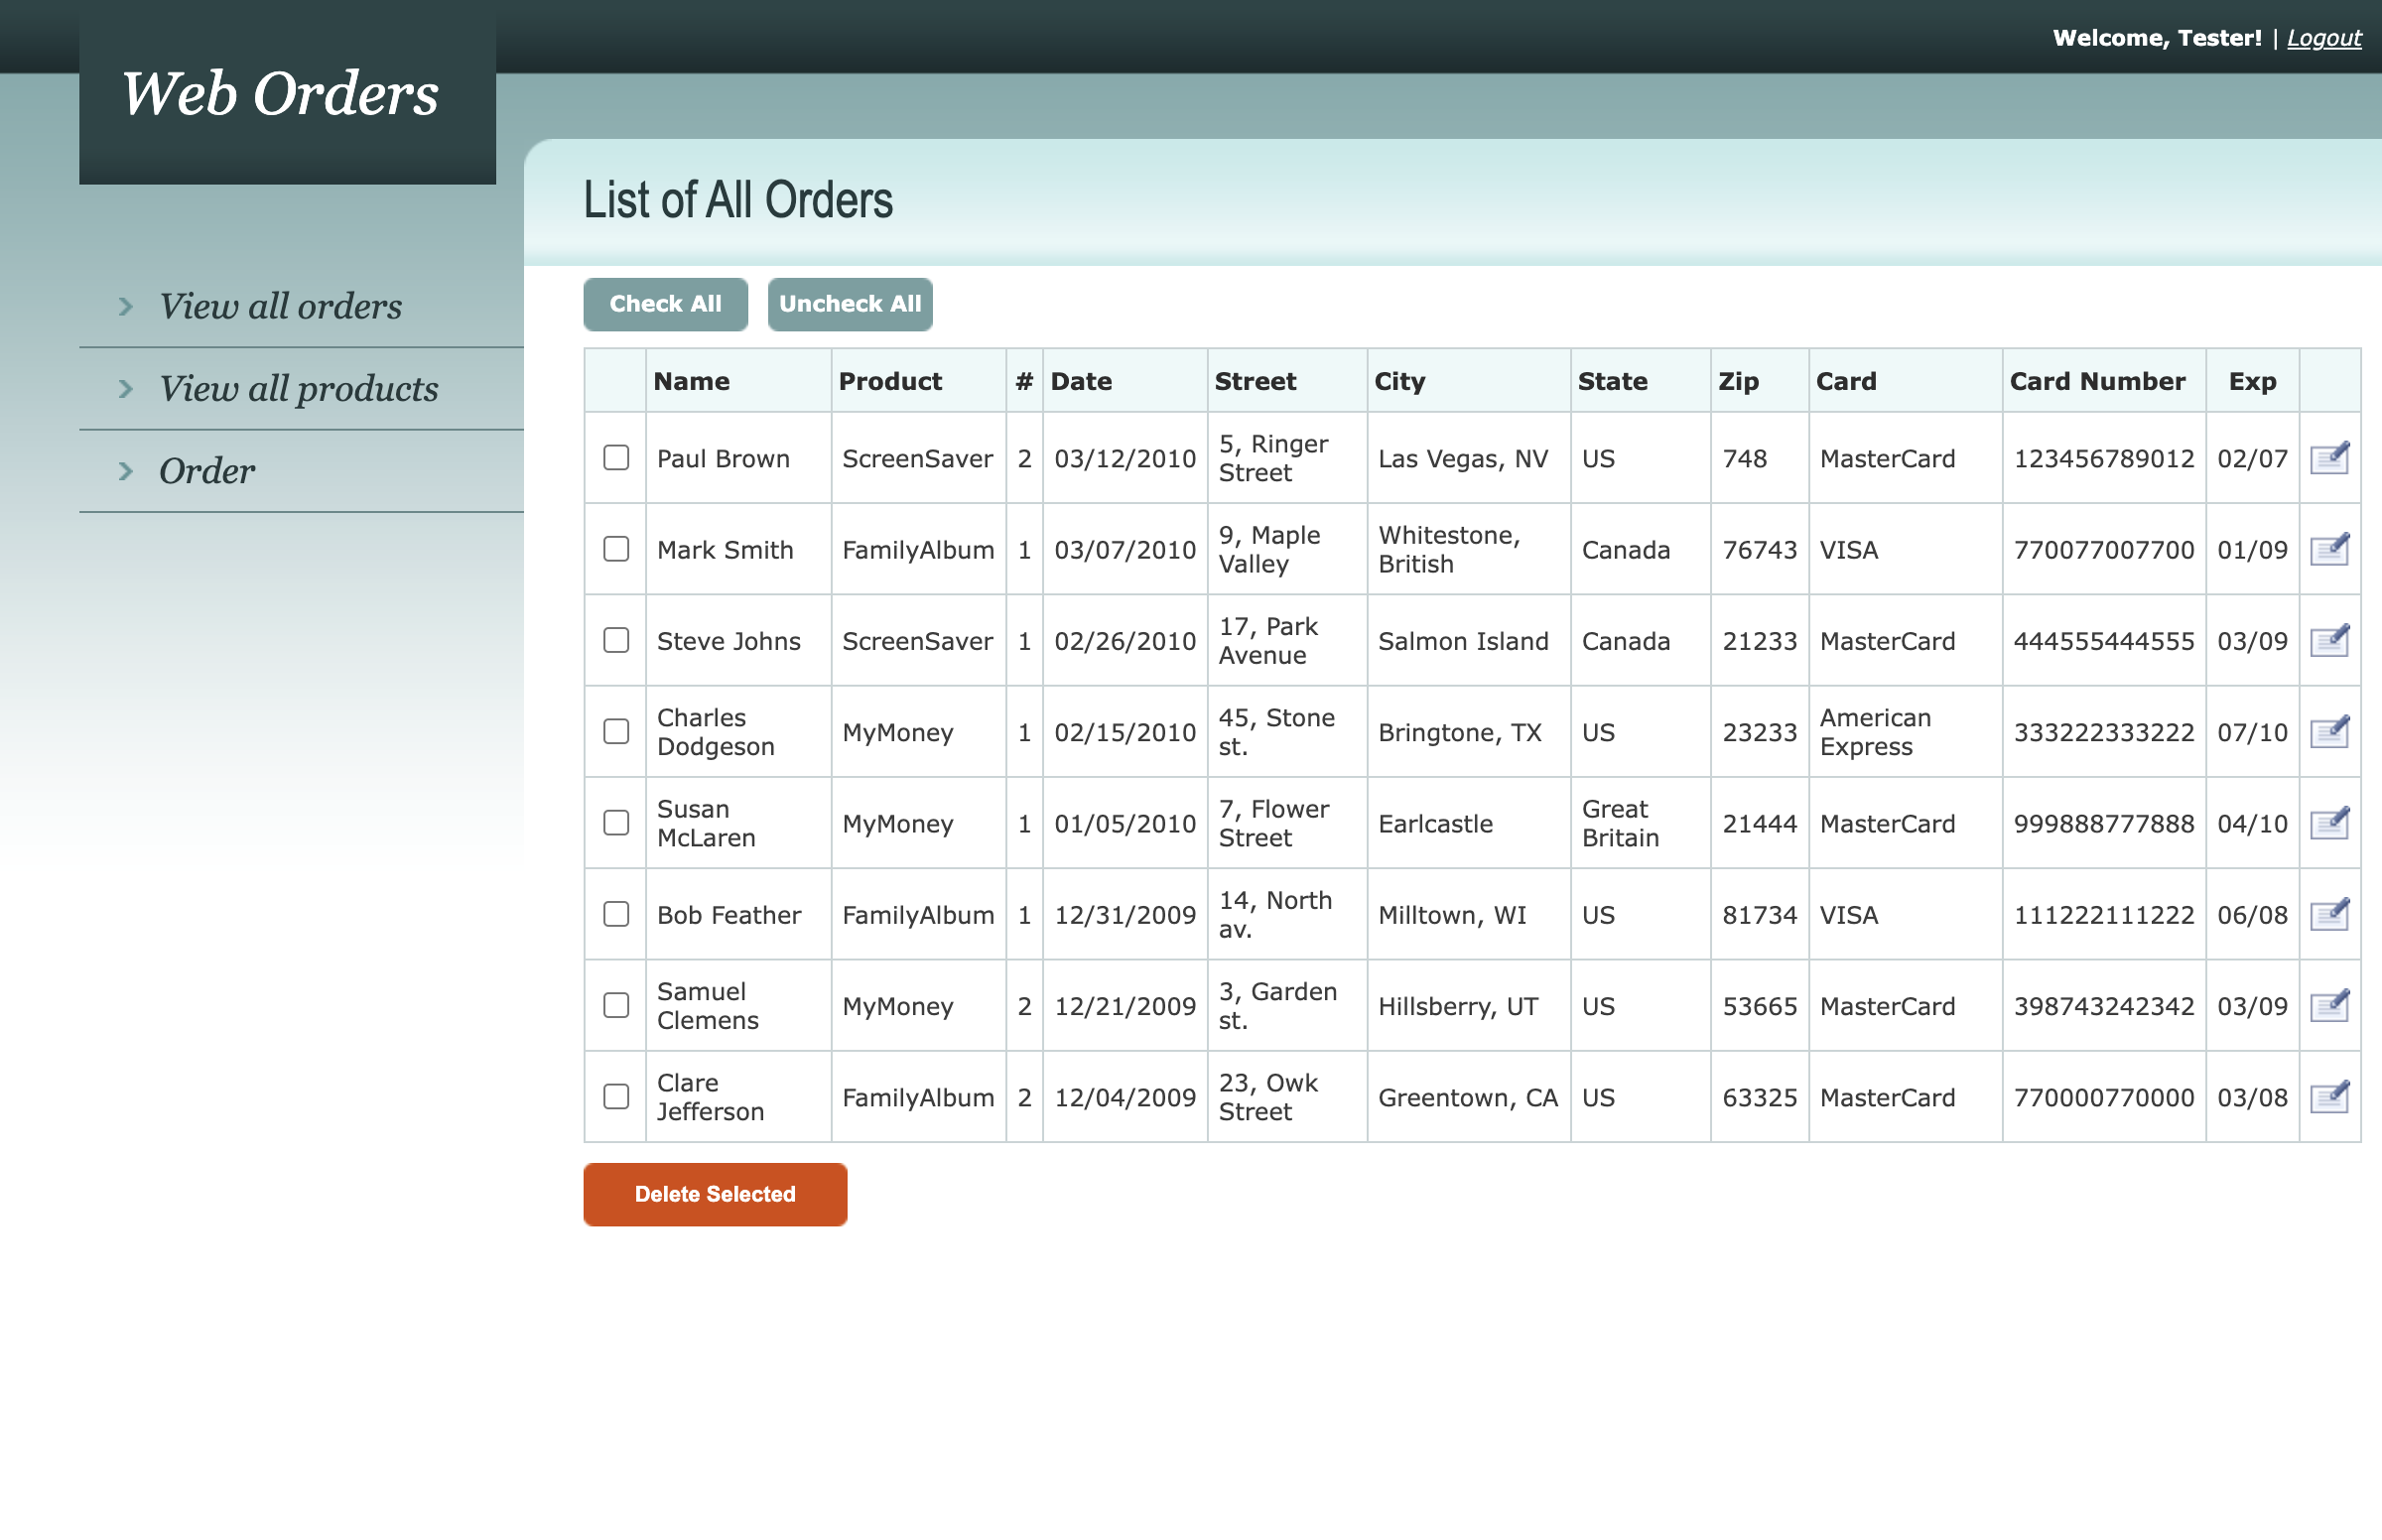 Welcome, Tester! | Logout
Web Orders
View all orders
View all products
Order
List of All Orders
Check All Uncheck All
Name Product # Date Street City State Zip Card Card Number Exp
Paul Brown ScreenSaver 2 03/12/2010 5, Ringer Street Las Vegas, NV US 748 MasterCard 123456789012 02/07
Mark Smith FamilyAlbum 1 03/07/2010 9, Maple Valley Whitestone, British Canada 76743 VISA 770077007700 01/09
Steve Johns ScreenSaver 1 02/26/2010 17, Park Avenue Salmon Island Canada 21233 MasterCard 444555444555 03/09
Charles Dodgeson MyMoney 1 02/15/2010 45, Stone st. Bringtone, TX US 23233 American Express 333222333222 07/10
Susan McLaren MyMoney 1 01/05/2010 7, Flower Street Earlcastle Great Britain 21444 MasterCard 999888777888 04/10
Bob Feather FamilyAlbum 1 12/31/2009 14, North av. Milltown, WI US 81734 VISA 111222111222 06/08
Samuel Clemens MyMoney 2 12/21/2009 3, Garden st. Hillsberry, UT US 53665 MasterCard 398743242342 03/09
Clare Jefferson FamilyAlbum 2 12/04/2009 23, Owk Street Greentown, CA US 63325 MasterCard 770000770000 03/08
Delete Selected